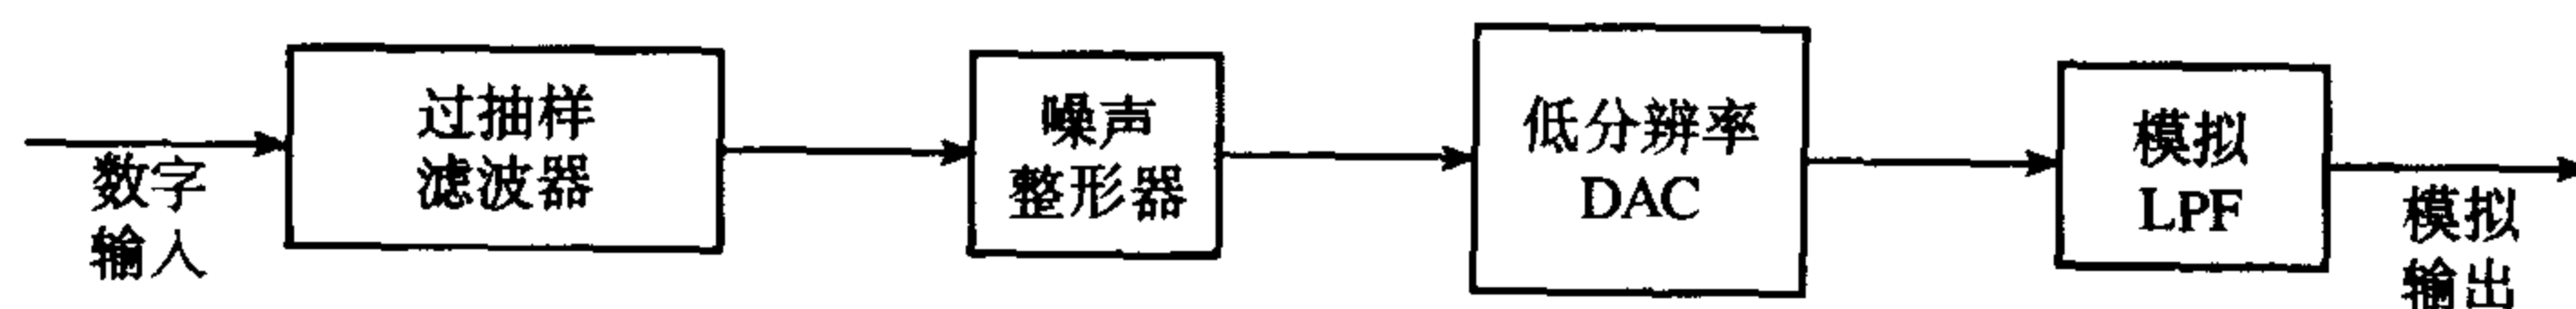 数字
输入
过抽样
滤波器
噪声
整形器
低分辨率
DAC
模拟
LPF
模拟
输出